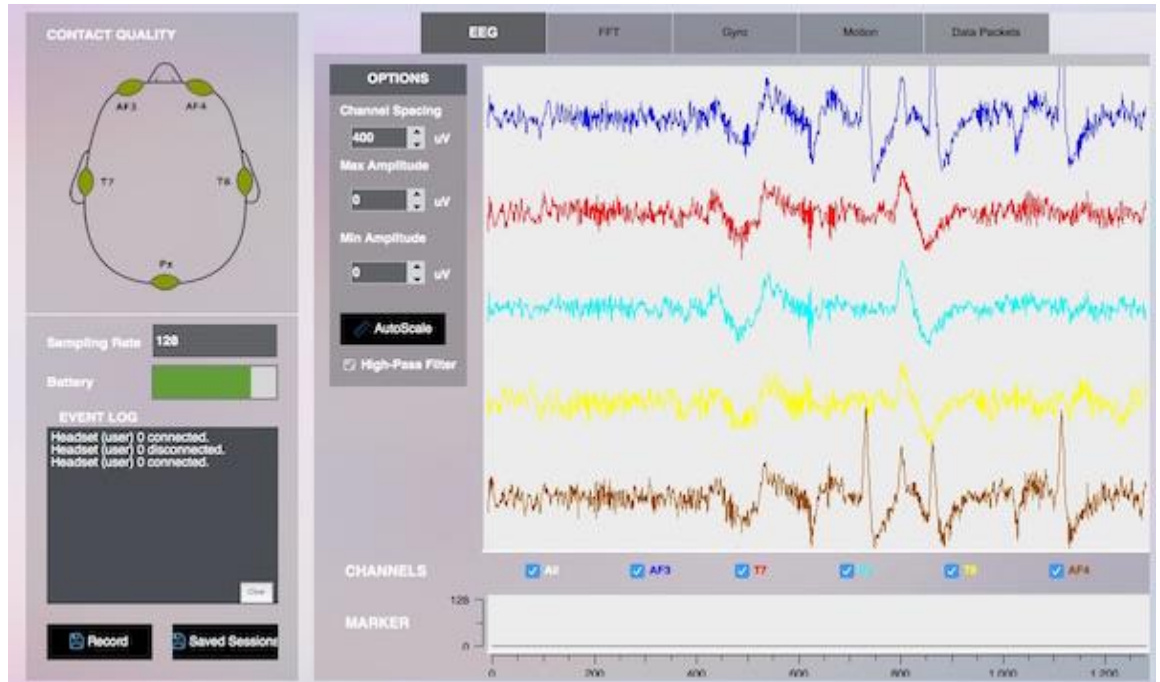 CONTACT QUALITY
AF3
AF4
T7
T8
Pz
Sampling Rate
128
Battery
EVENT LOG
Headset (user) 0 connected.
Headset (user) 0 disconnected.
Headset (user) 0 connected.
Clear
Record
Saved Sessions
EEG
FFT
Gyro
Motion
Data Packets
OPTIONS
Channel Spacing
400
uV
Max Amplitude
0
uV
Min Amplitude
0
uV
AutoScale
High-Pass Filter
CHANNELS
All
AF3
T7
T8
AF4
MARKER
128
0
0
200
400
600
800
1 000
1 200